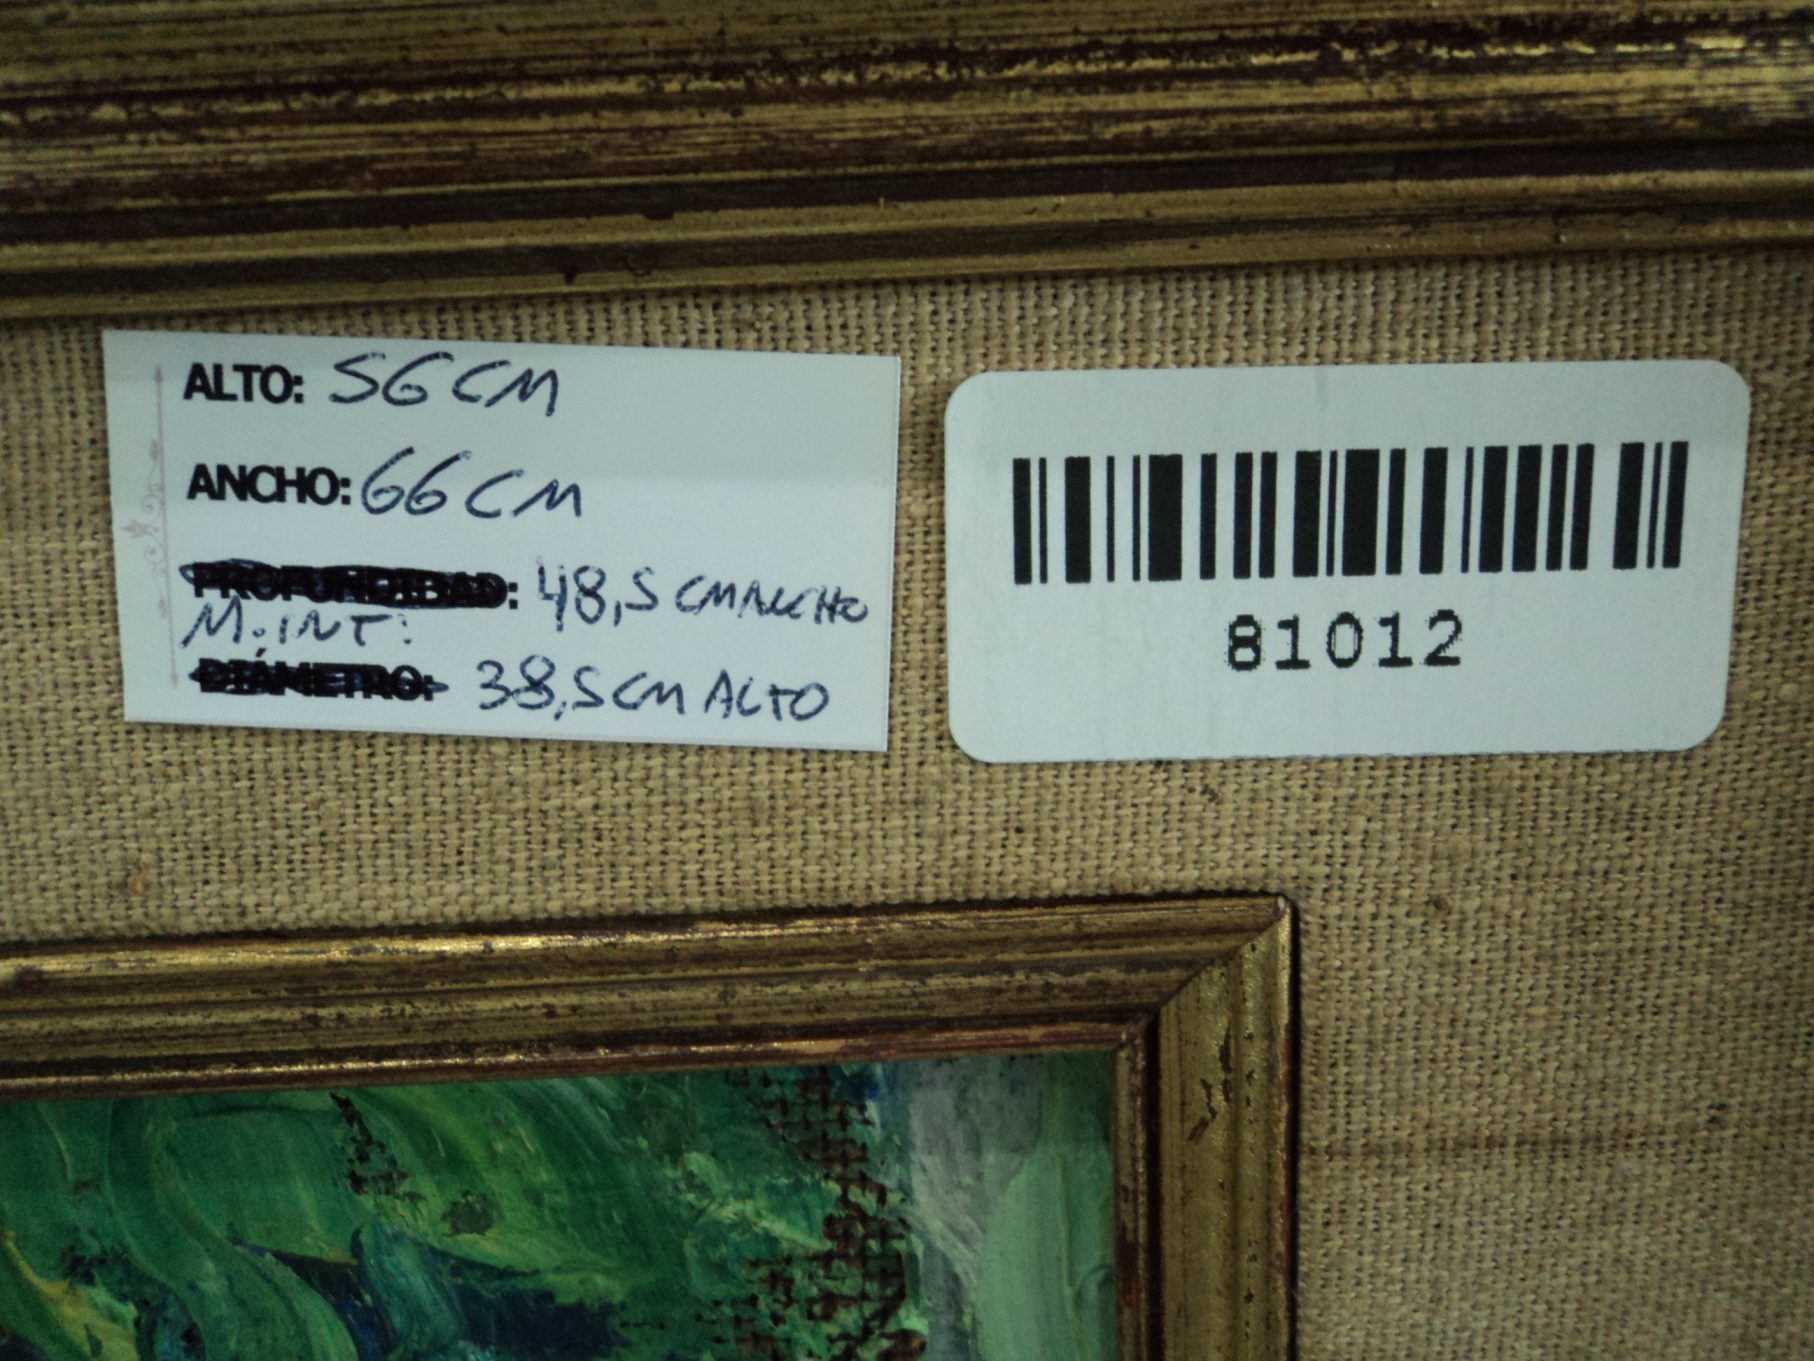 ALTO: 56 CM
ANCHO: 66 CM
PROFUNDIDAD: 48,5 CM ANCHO
M. INT:
DIÁMETRO: 38,5 CM ALTO
81012